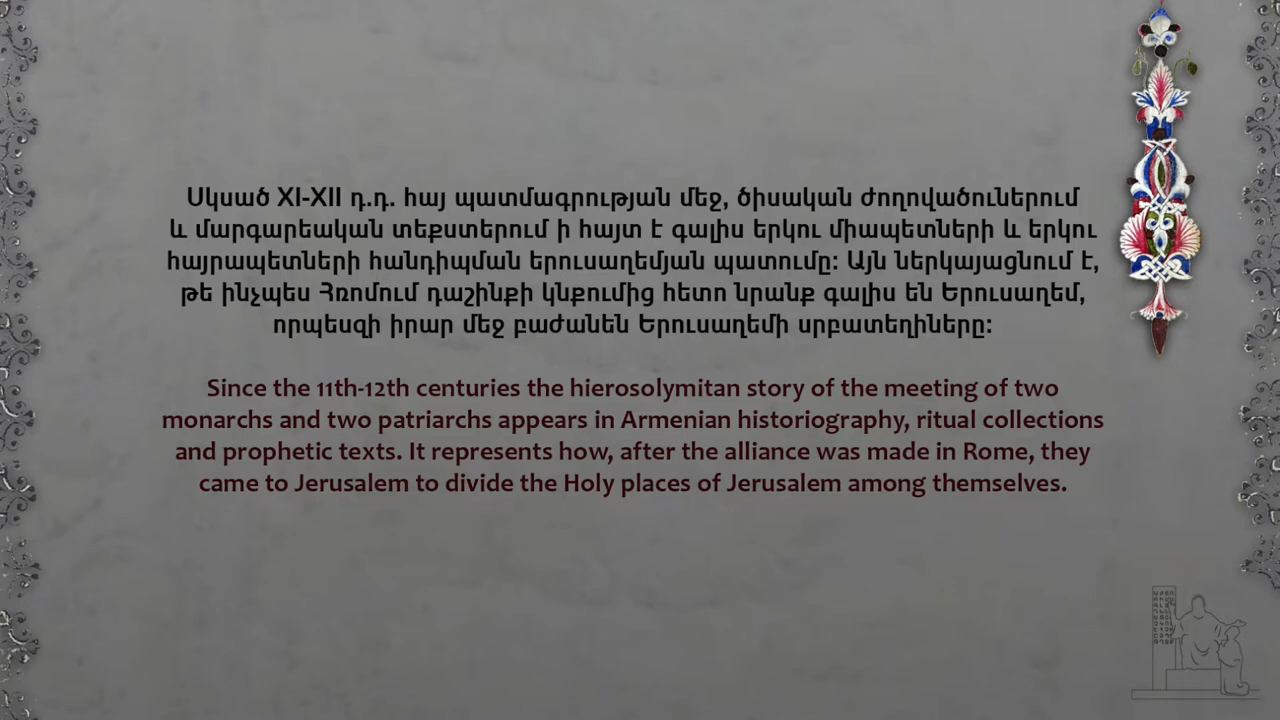 Սկսած XI-XII դ.դ. հայ պատմագրության մեջ, ծիսական ժողովածուներում
և մարգարեական տեքստերում ի հայտ է գալիս երկու միապետների և երկու
հայրապետների հանդիպման երուսաղեմյան պատումը: Այն ներկայացնում է,
թե ինչպես Հռոմում դաշինքի կնքումից հետո նրանք գալիս են Երուսաղեմ,
որպեսզի իրար մեջ բաժանեն Երուսաղեմի սրբատեղիները:
Since the 11th-12th centuries the hierosolymitan story of the meeting of two
monarchs and two patriarchs appears in Armenian historiography, ritual collections
and prophetic texts. It represents how, after the alliance was made in Rome, they
came to Jerusalem to divide the Holy places of Jerusalem among themselves.